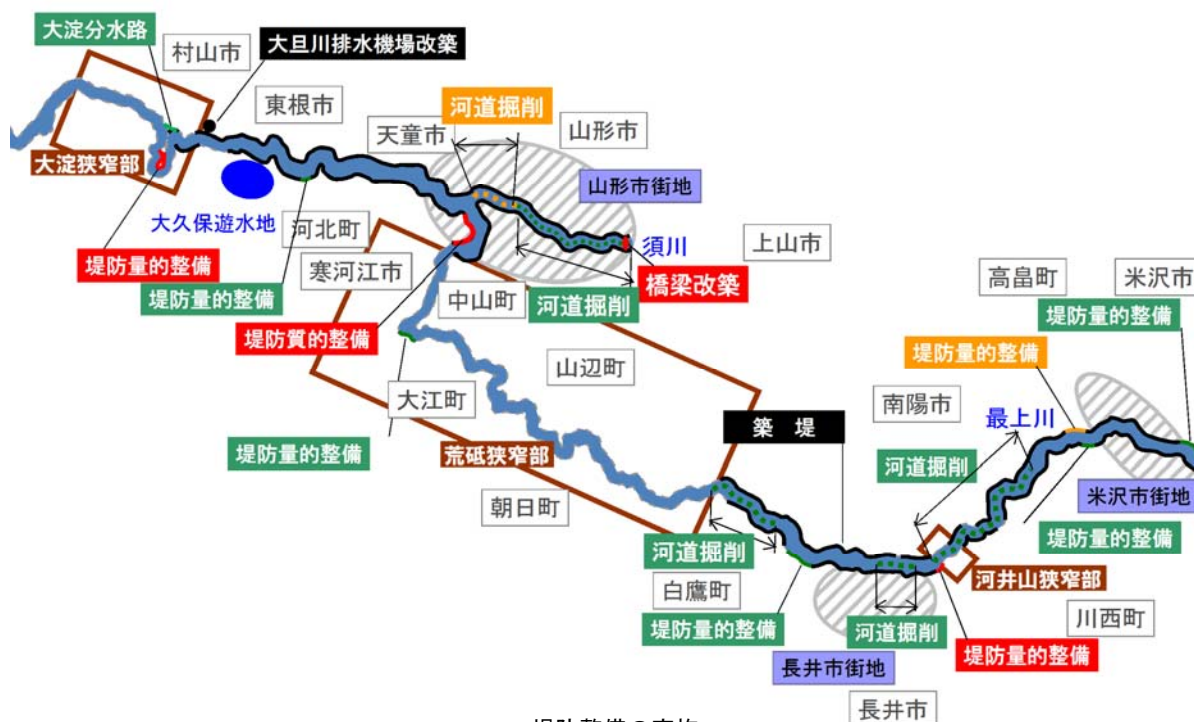 大淀分水路
村山市
大旦川排水機場改築
東根市
河道掘削
天童市
山形市
大淀狭窄部
山形市街地
大久保遊水地
河北町
須川
上山市
堤防量的整備
寒河江市
橋梁改築
高畠町
米沢市
堤防量的整備
中山町
河道掘削
堤防量的整備
堤防質的整備
堤防量的整備
山辺町
大江町
南陽市
最上川
築 堤
堤防量的整備
荒砥狭窄部
河道掘削
米沢市街地
朝日町
堤防量的整備
河道掘削
河井山狭窄部
白鷹町
川西町
堤防量的整備
河道掘削
堤防量的整備
長井市街地
長井市